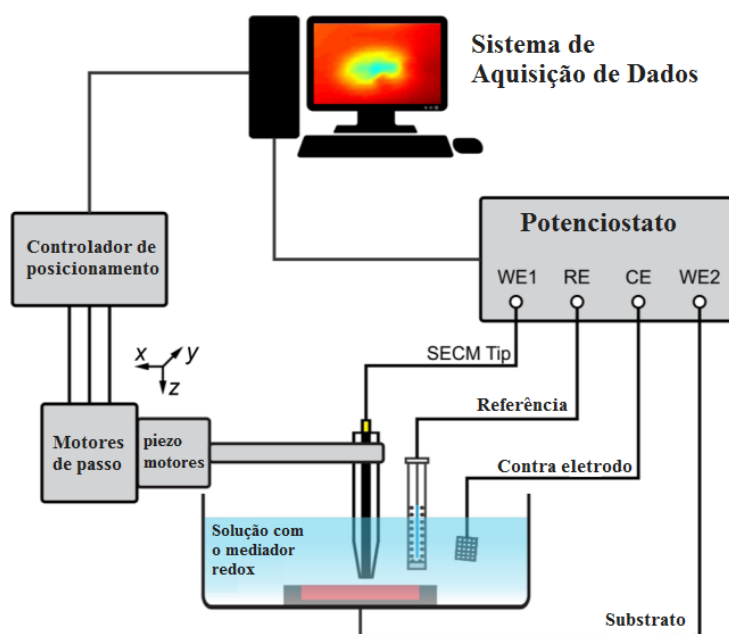 Sistema de
Aquisição de Dados
Controlador de
posicionamento
Potenciostato
WE1 RE CE WE2
x y
z
SECM Tip
Referência
Motores
de passo
piezo
motores
Contra eletrodo
Solução com
o mediador
redox
Substrato